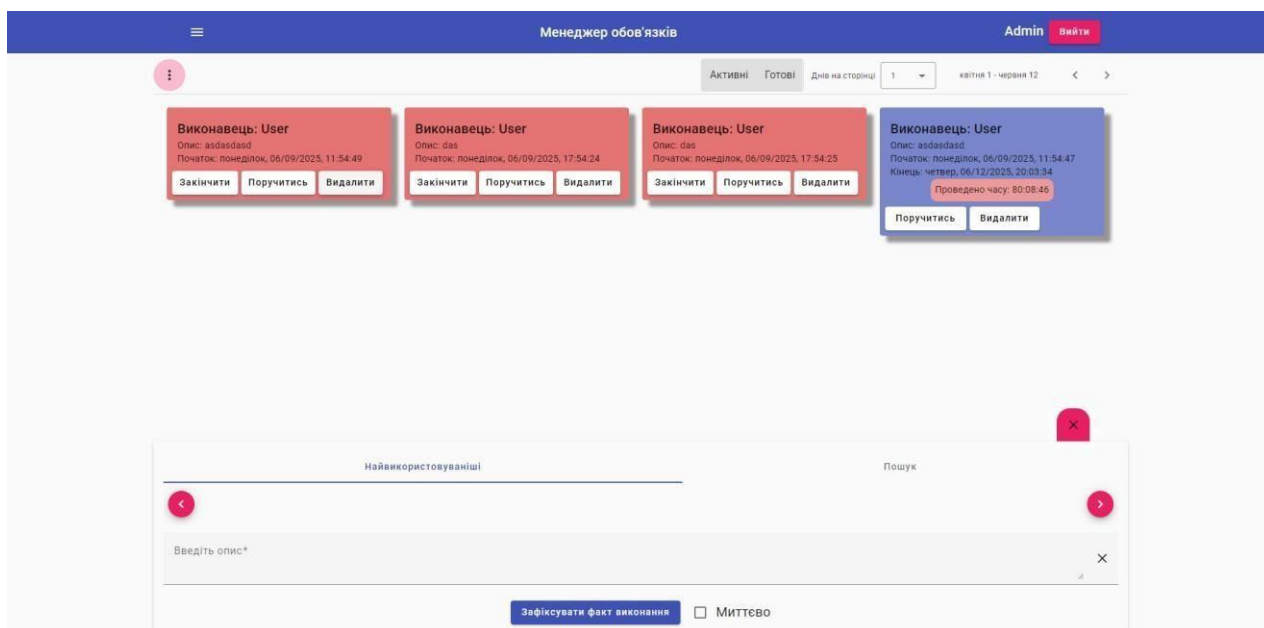 Менеджер обов'язків
Admin Вийти
Активні Готові Днів на сторінці 1 квітня 1 - червня 12
Виконавець: User
Опис: asdasdasd
Початок: понеділок, 06/09/2025, 11:54:49
Закінчити Поручитись Видалити
Виконавець: User
Опис: das
Початок: понеділок, 06/09/2025, 17:54:24
Закінчити Поручитись Видалити
Виконавець: User
Опис: das
Початок: понеділок, 06/09/2025, 17:54:25
Закінчити Поручитись Видалити
Виконавець: User
Опис: asdasdasd
Початок: понеділок, 06/09/2025, 11:54:47
Кінець: четвер, 06/12/2025, 20:03:34
Проведено часу: 80:08:46
Поручитись Видалити
Найвикористовуваніші
Пошук
Введіть опис*
Зафіксувати факт виконання Миттєво